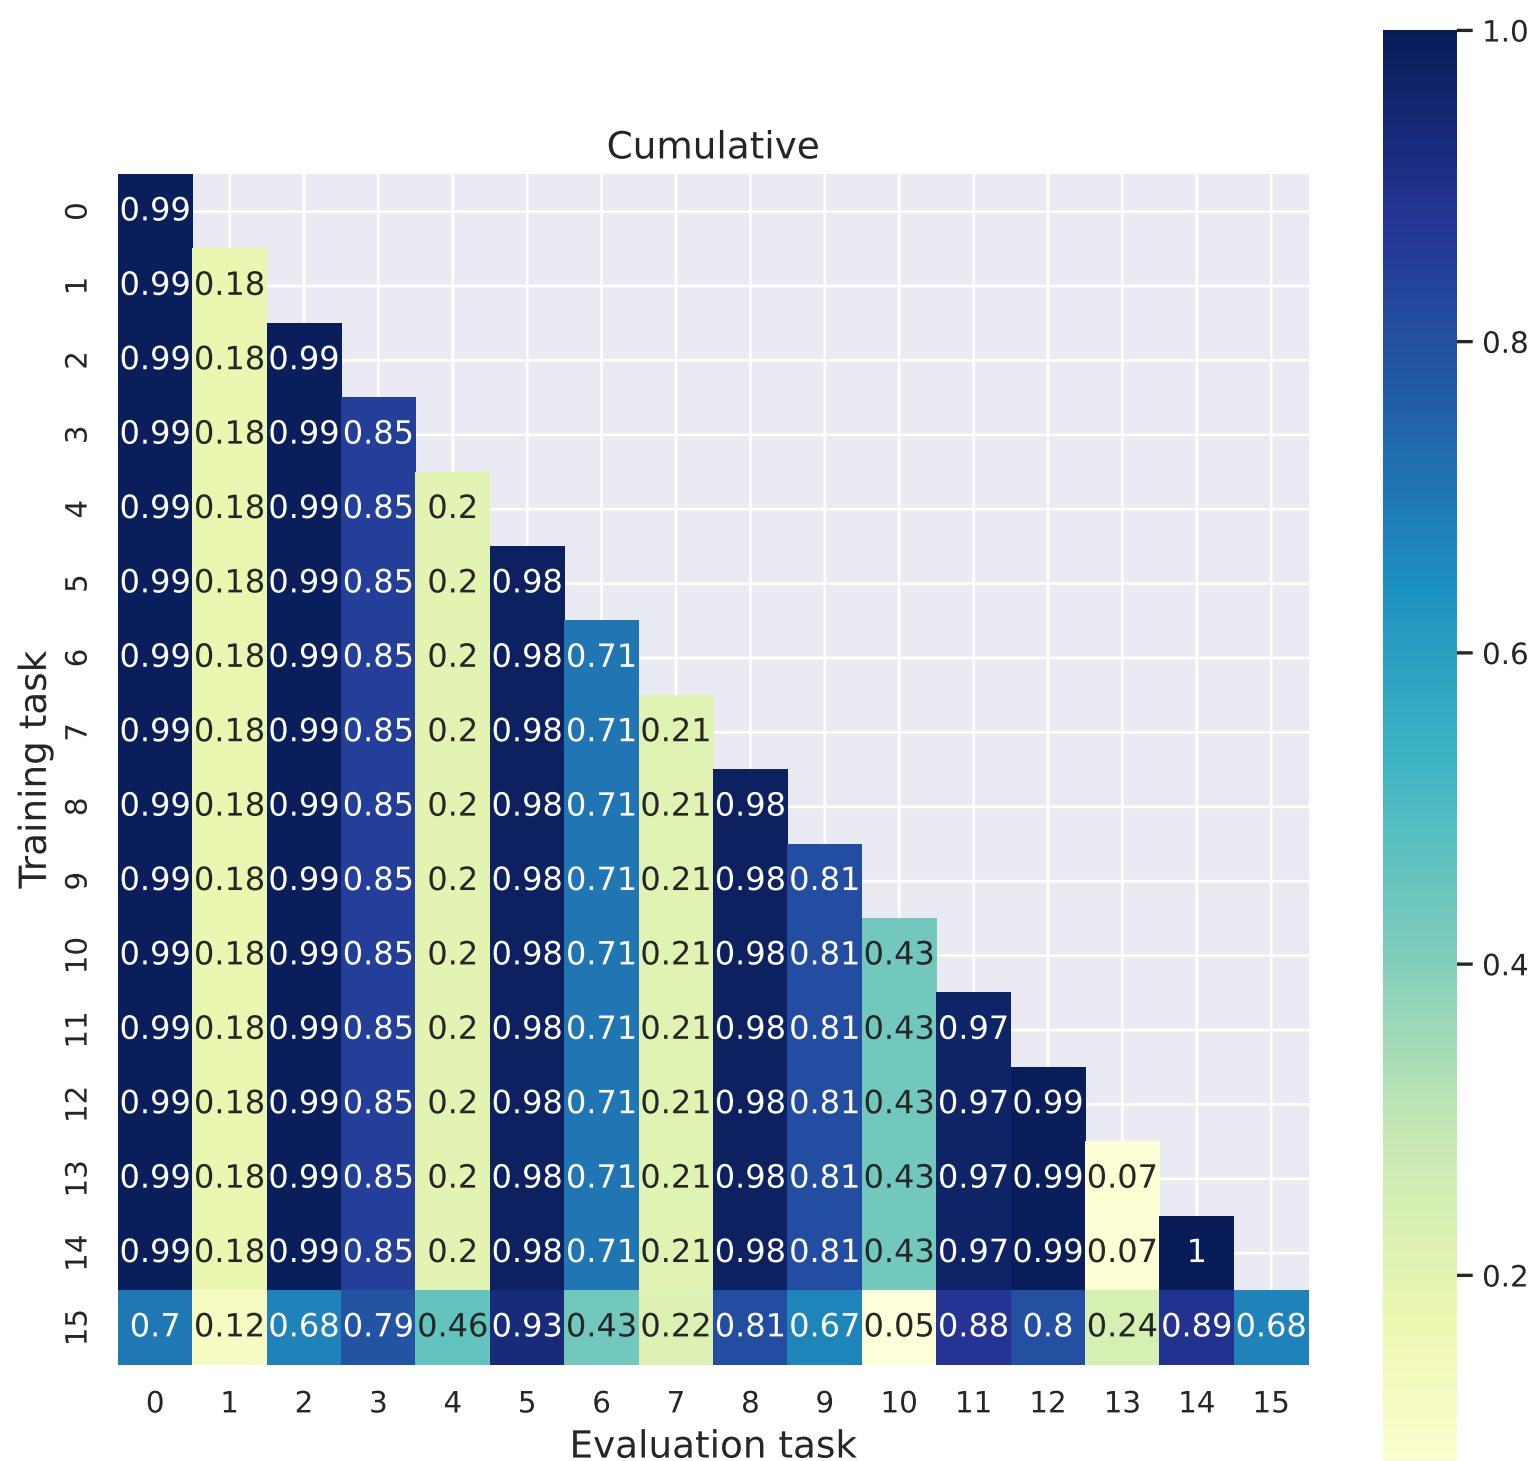 Cumulative
0 0.99
1 0.99 0.18
2 0.99 0.18 0.99
3 0.99 0.18 0.99 0.85
4 0.99 0.18 0.99 0.85 0.2
5 0.99 0.18 0.99 0.85 0.2 0.98
6 0.99 0.18 0.99 0.85 0.2 0.98 0.71
7 0.99 0.18 0.99 0.85 0.2 0.98 0.71 0.21
8 0.99 0.18 0.99 0.85 0.2 0.98 0.71 0.21 0.98
9 0.99 0.18 0.99 0.85 0.2 0.98 0.71 0.21 0.98 0.81
10 0.99 0.18 0.99 0.85 0.2 0.98 0.71 0.21 0.98 0.81 0.43
11 0.99 0.18 0.99 0.85 0.2 0.98 0.71 0.21 0.98 0.81 0.43 0.97
12 0.99 0.18 0.99 0.85 0.2 0.98 0.71 0.21 0.98 0.81 0.43 0.97 0.99
13 0.99 0.18 0.99 0.85 0.2 0.98 0.71 0.21 0.98 0.81 0.43 0.97 0.99 0.07
14 0.99 0.18 0.99 0.85 0.2 0.98 0.71 0.21 0.98 0.81 0.43 0.97 0.99 0.07 1
15 0.7 0.12 0.68 0.79 0.46 0.93 0.43 0.22 0.81 0.67 0.05 0.88 0.8 0.24 0.89 0.68
0 1 2 3 4 5 6 7 8 9 10 11 12 13 14 15
Evaluation task
Training task
1.0
0.8
0.6
0.4
0.2